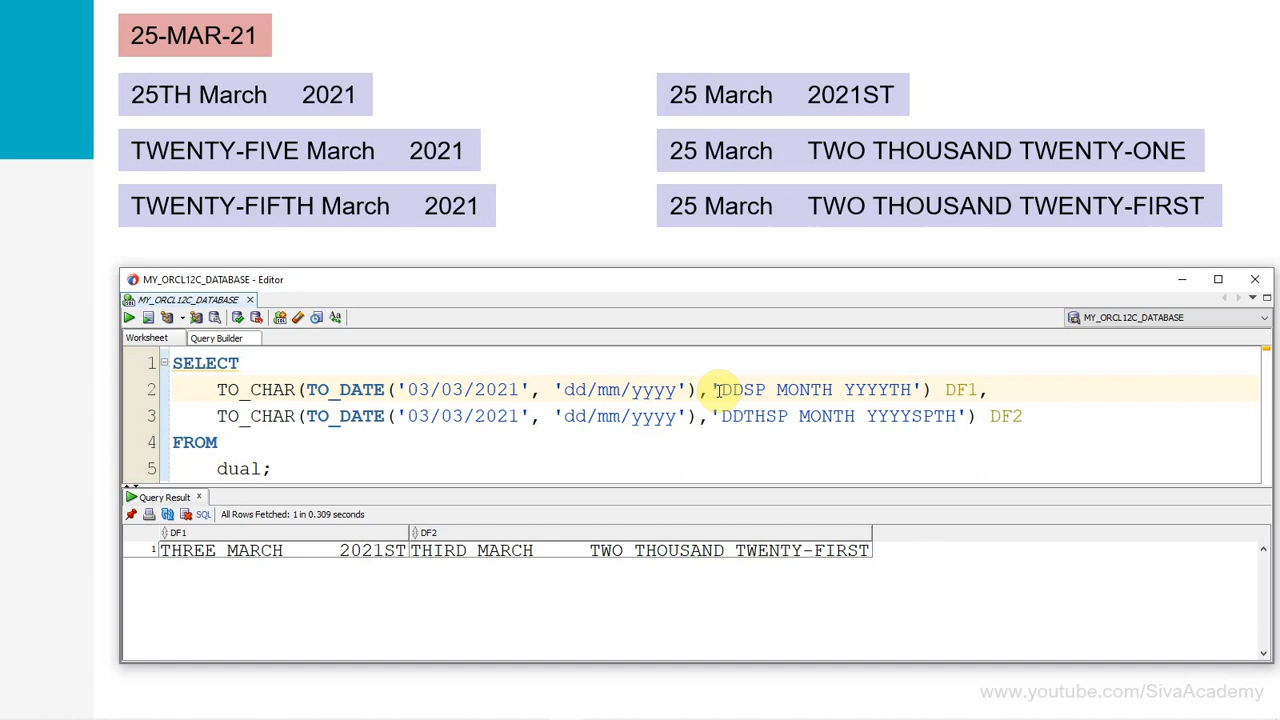 25-MAR-21
25TH March 2021
25 March 2021ST
TWENTY-FIVE March 2021
25 March TWO THOUSAND TWENTY-ONE
TWENTY-FIFTH March 2021
25 March TWO THOUSAND TWENTY-FIRST
MY_ORCL12C_DATABASE - Editor
MY_ORCL12C_DATABASE
MY_ORCL12C_DATABASE
Worksheet Query Builder
1 SELECT
2 TO_CHAR(TO_DATE('03/03/2021', 'dd/mm/yyyy'),'DDSP MONTH YYYYTH') DF1,
3 TO_CHAR(TO_DATE('03/03/2021', 'dd/mm/yyyy'),'DDTHSP MONTH YYYYSPTH') DF2
4 FROM
5 dual;
Query Result
SQL All Rows Fetched: 1 in 0.309 seconds
DF1 DF2
1 THREE MARCH 2021ST THIRD MARCH TWO THOUSAND TWENTY-FIRST
www.youtube.com/SivaAcademy